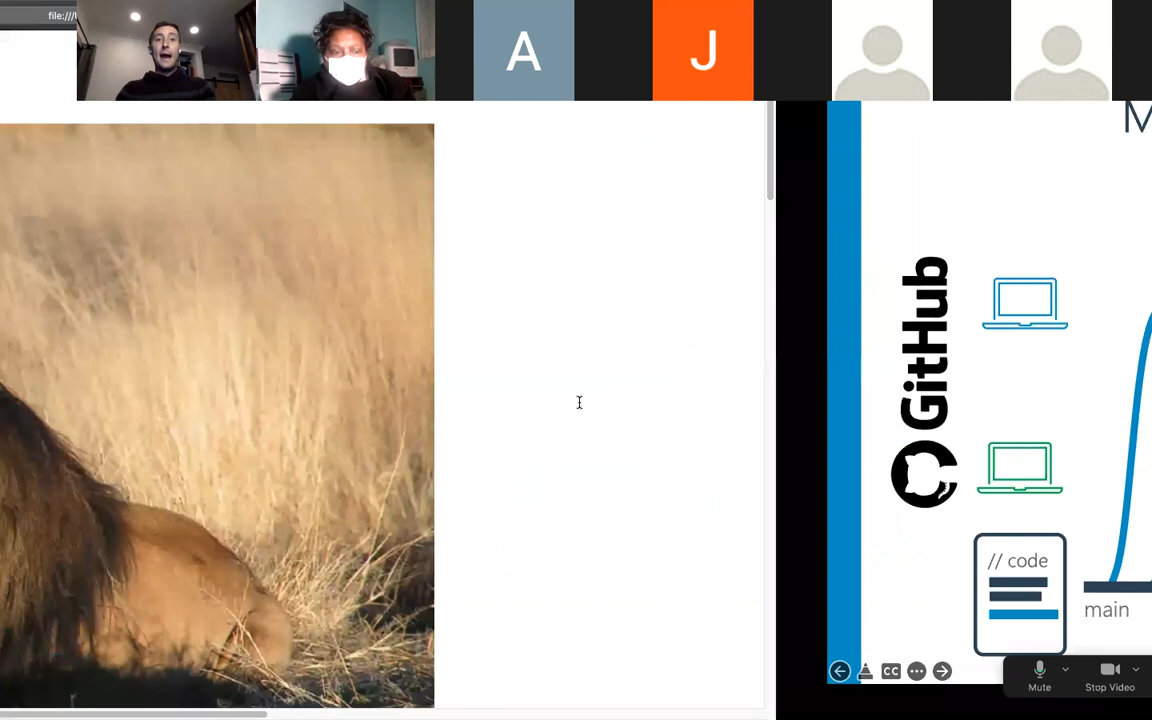 file:///
A
J
M
GitHub
// code
main
CC
Mute
Stop Video